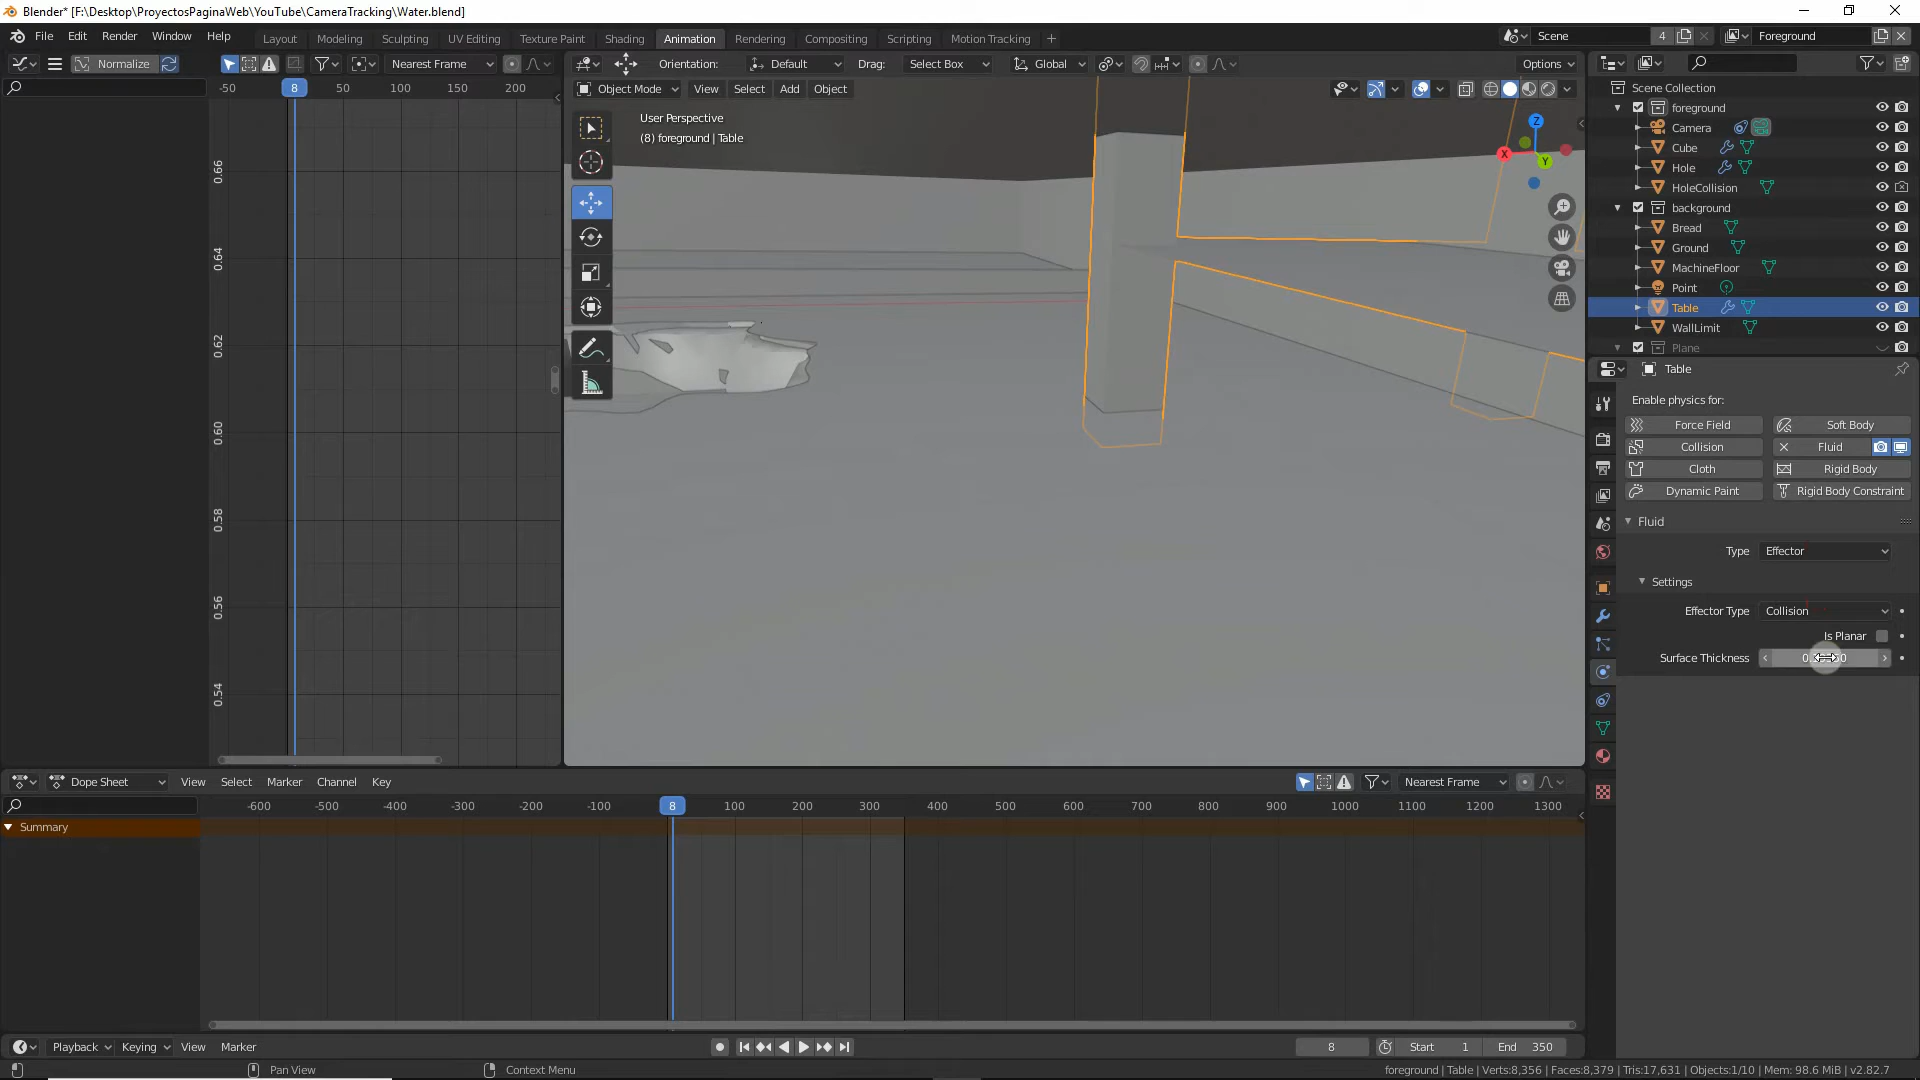 Blender* [F:\Desktop\ProyectosPaginaWeb\YouTube\CameraTracking\Water.blend]
File Edit Render Window Help
Layout Modeling Sculpting UV Editing Texture Paint Shading Animation Rendering Compositing Scripting Motion Tracking +
Scene 4 Foreground
Normalize Nearest Frame
Orientation: Default Drag: Select Box Global Options
Object Mode View Select Add Object
-50 8 50 100 150 200
User Perspective
(8) foreground | Table
Z
X
Y
0.66
0.64
0.62
0.60
0.58
0.56
0.54
Scene Collection
foreground
Camera
Cube
Hole
HoleCollision
background
Bread
Ground
MachineFloor
Point
Table
WallLimit
Plane
Table
Enable physics for:
Force Field Soft Body
Collision Fluid
Cloth Rigid Body
Dynamic Paint Rigid Body Constraint
Fluid
Type Effector
Settings
Effector Type Collision
Is Planar
Surface Thickness
Dope Sheet View Select Marker Channel Key Nearest Frame
-600 -500 -400 -300 -200 -100 8 100 200 300 400 500 600 700 800 900 1000 1100 1200 1300
Summary
Playback Keying View Marker 8 Start 1 End 350
Pan View Context Menu foreground | Table | Verts:8,356 | Faces:8,379 | Tris:17,631 | Objects:1/10 | Mem: 98.6 MiB | v2.82.7